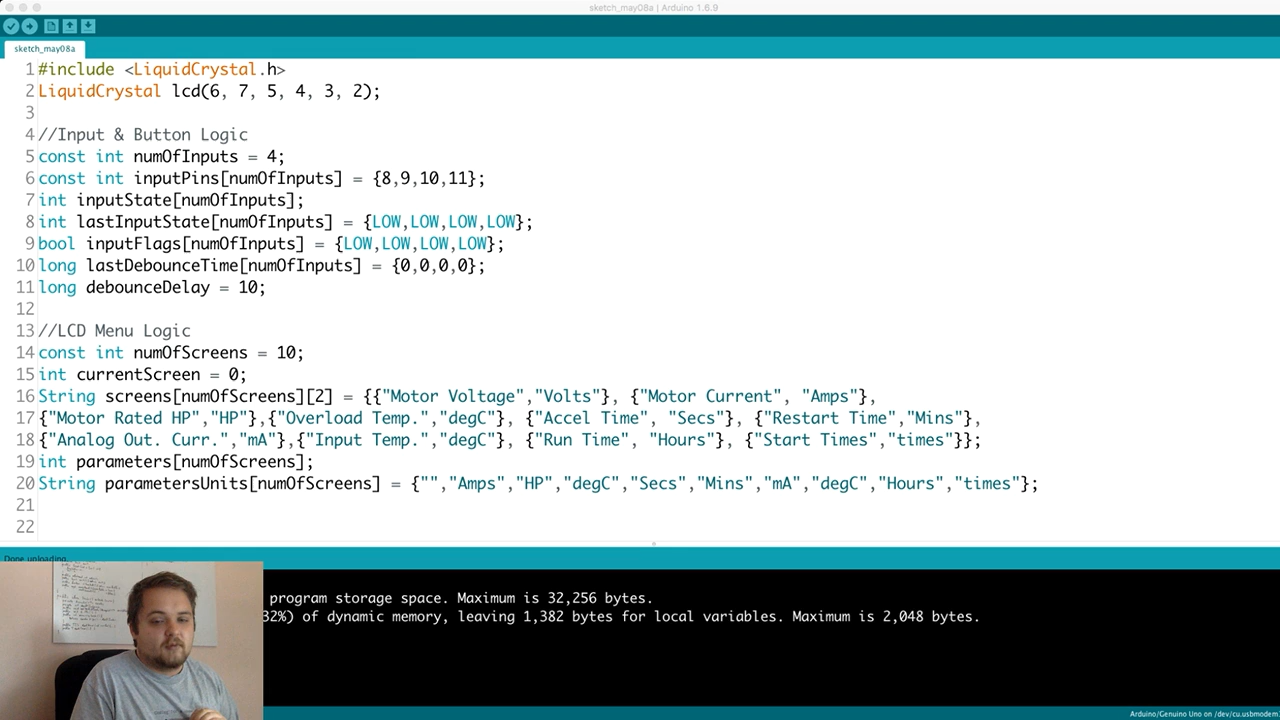 sketch_may08a | Arduino 1.6.9
sketch_may08a
1 #include <LiquidCrystal.h>
2 LiquidCrystal lcd(6, 7, 5, 4, 3, 2);
3
4 //Input & Button Logic
5 const int numOfInputs = 4;
6 const int inputPins[numOfInputs] = {8,9,10,11};
7 int inputState[numOfInputs];
8 int lastInputState[numOfInputs] = {LOW,LOW,LOW,LOW};
9 bool inputFlags[numOfInputs] = {LOW,LOW,LOW,LOW};
10 long lastDebounceTime[numOfInputs] = {0,0,0,0};
11 long debounceDelay = 10;
12
13 //LCD Menu Logic
14 const int numOfScreens = 10;
15 int currentScreen = 0;
16 String screens[numOfScreens][2] = {{"Motor Voltage","Volts"}, {"Motor Current", "Amps"},
17 {"Motor Rated HP","HP"},{"Overload Temp.","degC"}, {"Accel Time", "Secs"}, {"Restart Time","Mins"},
18 {"Analog Out. Curr.","mA"},{"Input Temp.","degC"}, {"Run Time", "Hours"}, {"Start Times","times"}};
19 int parameters[numOfScreens];
20 String parametersUnits[numOfScreens] = {"","Amps","HP","degC","Secs","Mins","mA","degC","Hours","times"};
21
22
Done uploading.
program storage space. Maximum is 32,256 bytes.
32%) of dynamic memory, leaving 1,382 bytes for local variables. Maximum is 2,048 bytes.
Arduino/Genuino Uno on /dev/cu.usbmodem